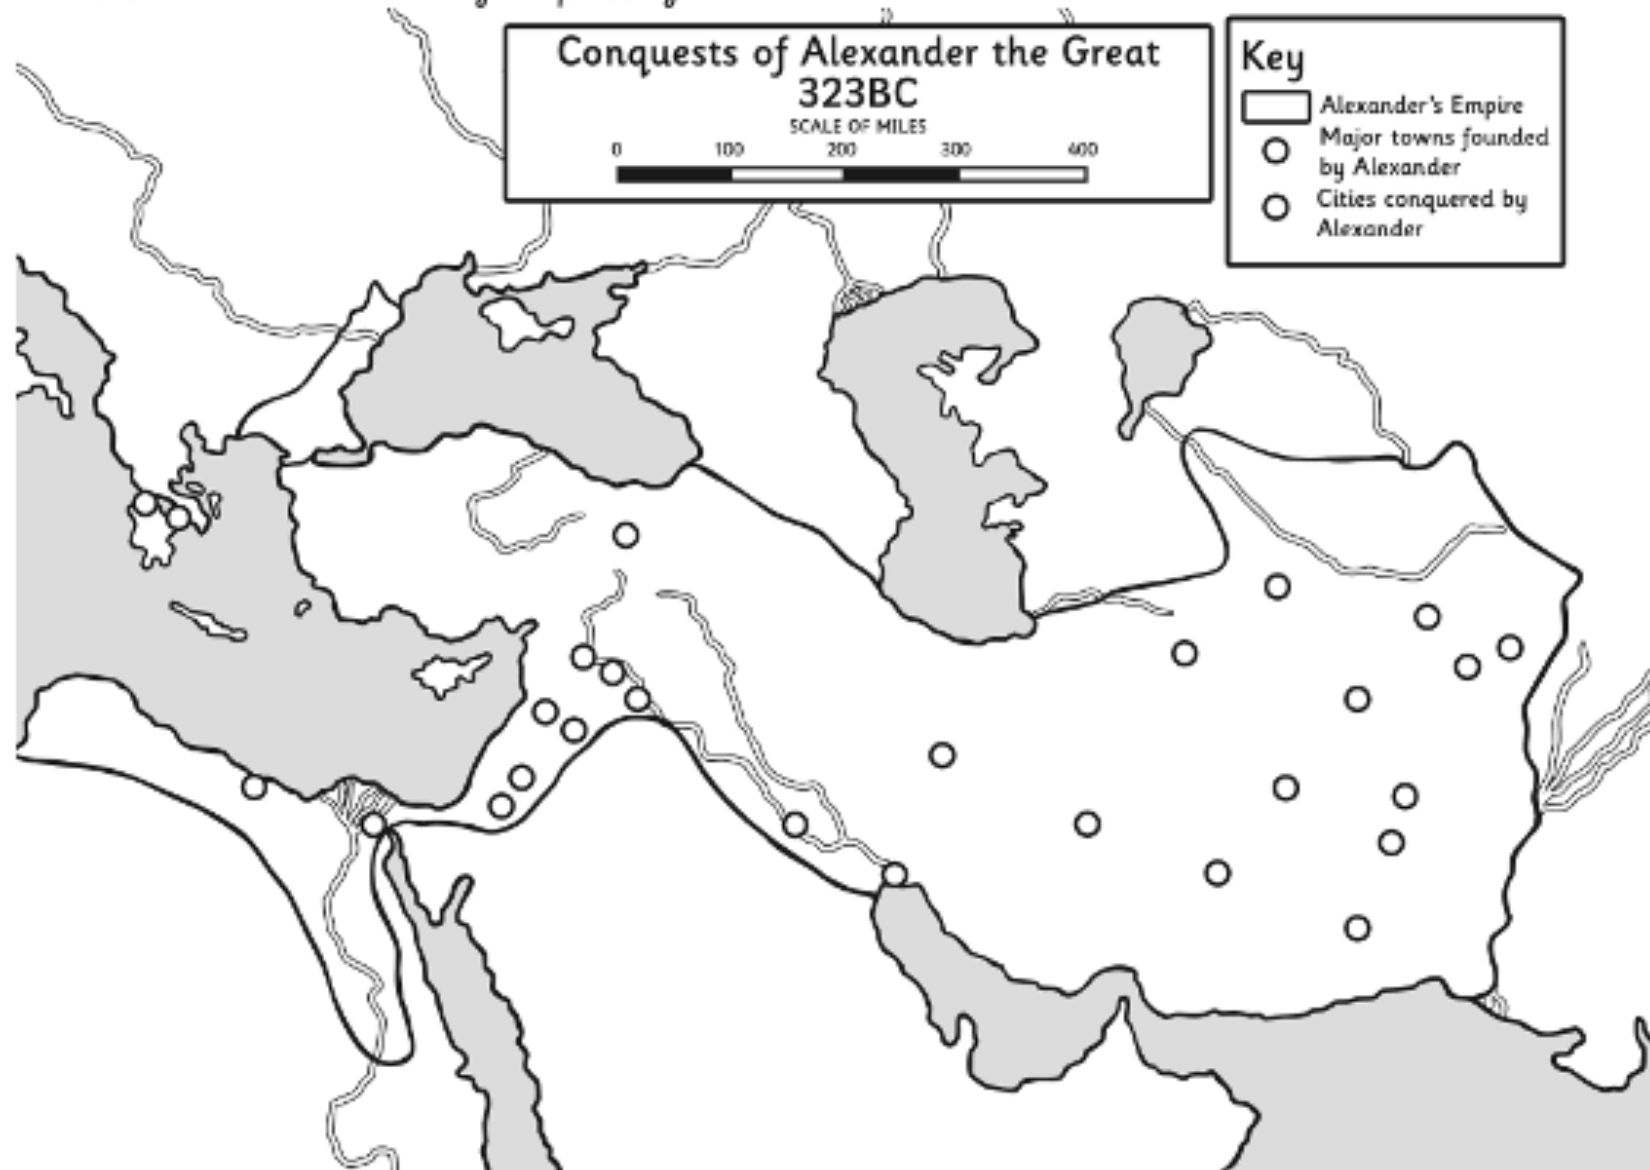 Conquests of Alexander the Great
323BC
SCALE OF MILES
0 100 200 300 400
Key
Alexander's Empire
Major towns founded
by Alexander
Cities conquered by
Alexander